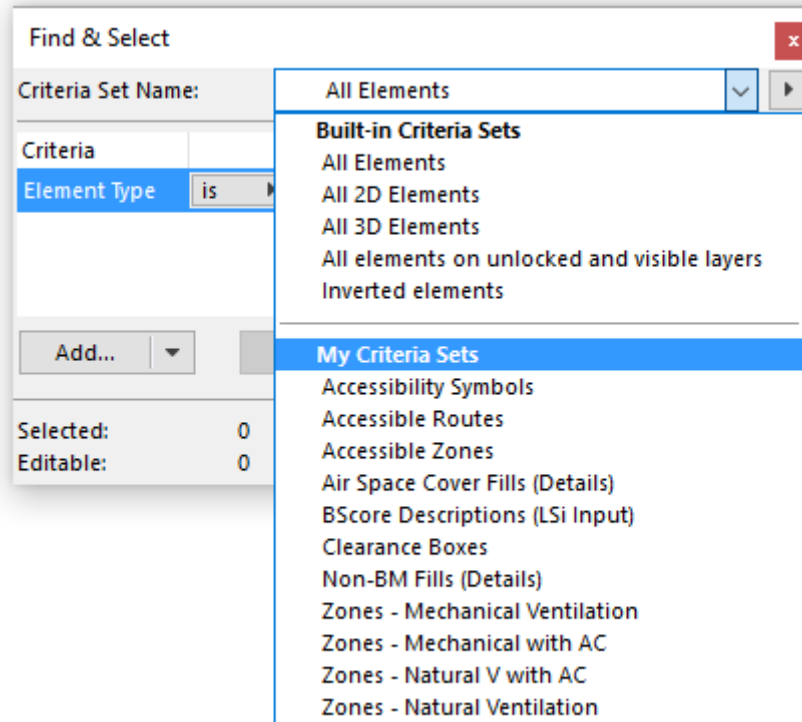 Find & Select
x
Criteria Set Name:
All Elements
Built-in Criteria Sets
Criteria
All Elements
Element Type
is
All 2D Elements
All 3D Elements
All elements on unlocked and visible layers
Inverted elements
Add...
My Criteria Sets
Accessibility Symbols
Selected: 0
Accessible Routes
Editable: 0
Accessible Zones
Air Space Cover Fills (Details)
BScore Descriptions (LSi Input)
Clearance Boxes
Non-BM Fills (Details)
Zones - Mechanical Ventilation
Zones - Mechanical with AC
Zones - Natural V with AC
Zones - Natural Ventilation